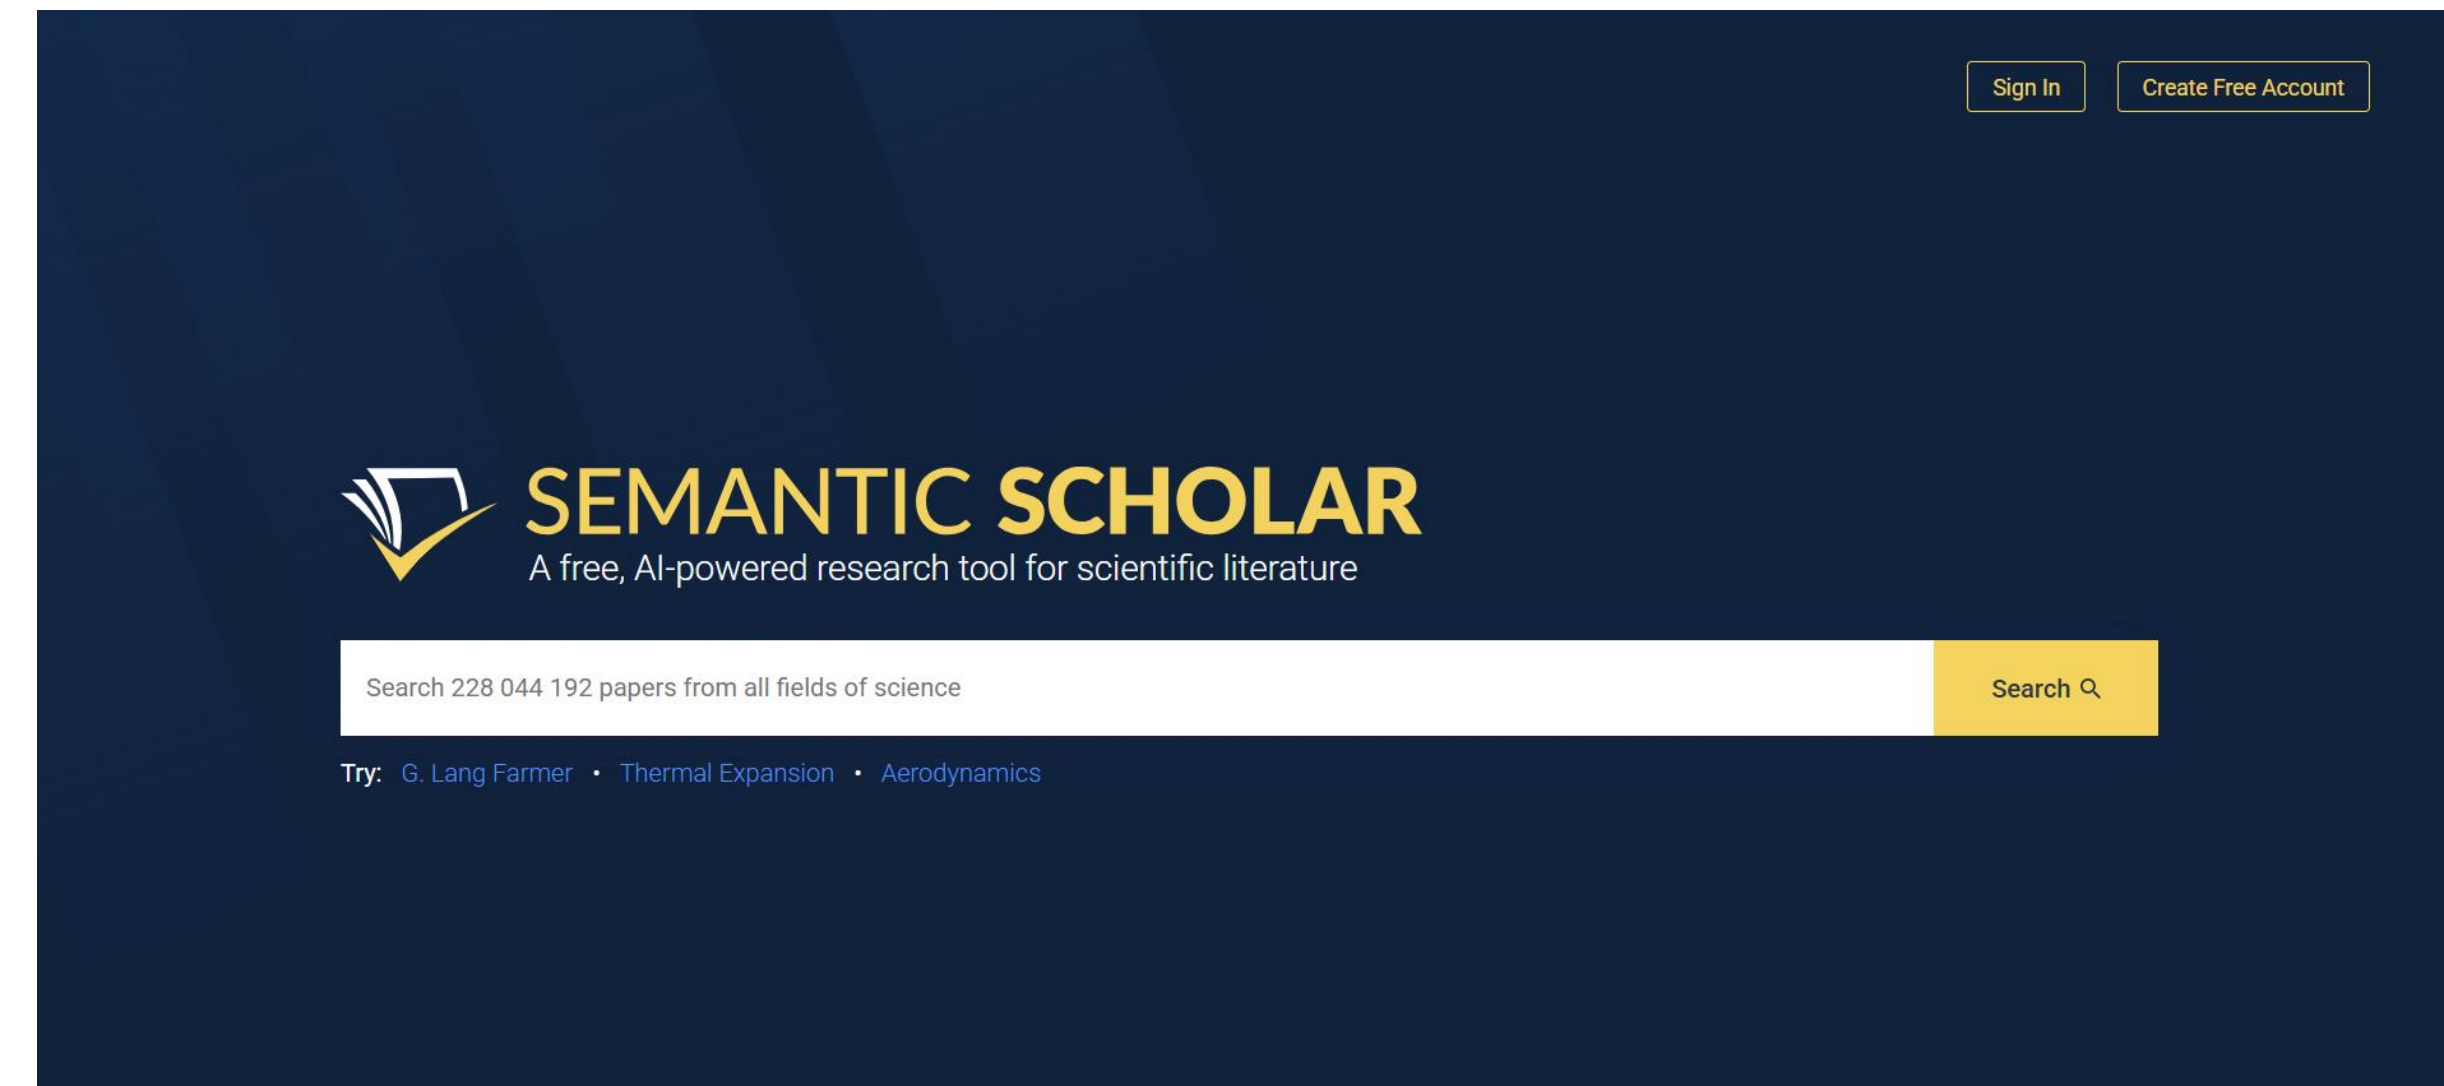 Sign In
Create Free Account
SEMANTIC SCHOLAR
A free, AI-powered research tool for scientific literature
Search 228 044 192 papers from all fields of science
Search
Try: G. Lang Farmer • Thermal Expansion • Aerodynamics